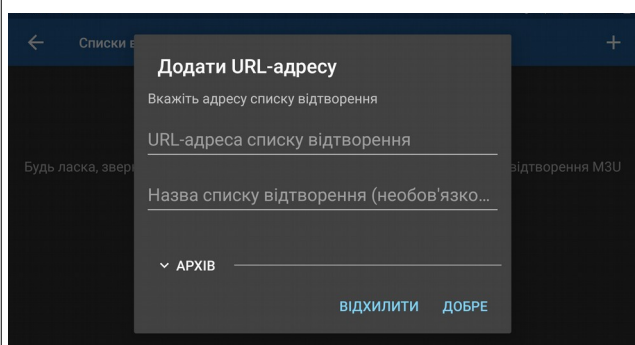 Списки в
Додати URL-адресу
Вкажіть адресу списку відтворення
URL-адреса списку відтворення
Будь ласка, звер
відтворення M3U
Назва списку відтворення (необов'язко...
АРХІВ
ВІДХИЛИТИ ДОБРЕ